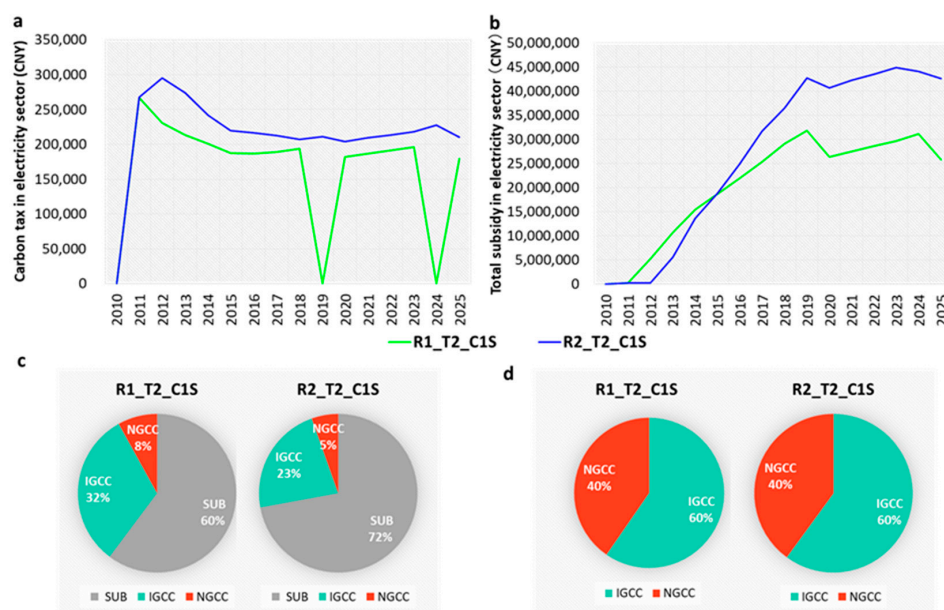 a
Carbon tax in electricity sector (CNY)
350,000
300,000
250,000
200,000
150,000
100,000
50,000
0
2010
2011
2012
2013
2014
2015
2016
2017
2018
2019
2020
2021
2022
2023
2024
2025
b
Total subsidy in electricity sector (CNY)
50,000,000
45,000,000
40,000,000
35,000,000
30,000,000
25,000,000
20,000,000
15,000,000
10,000,000
5,000,000
0
2010
2011
2012
2013
2014
2015
2016
2017
2018
2019
2020
2021
2022
2023
2024
2025
R1_T2_C1S
R2_T2_C1S
c
R1_T2_C1S
NGCC
8%
IGCC
32%
SUB
60%
R2_T2_C1S
NGCC
5%
IGCC
23%
SUB
72%
SUB IGCC NGCC
SUB IGCC NGCC
d
R1_T2_C1S
NGCC
40%
IGCC
60%
R2_T2_C1S
NGCC
40%
IGCC
60%
IGCC NGCC
IGCC NGCC